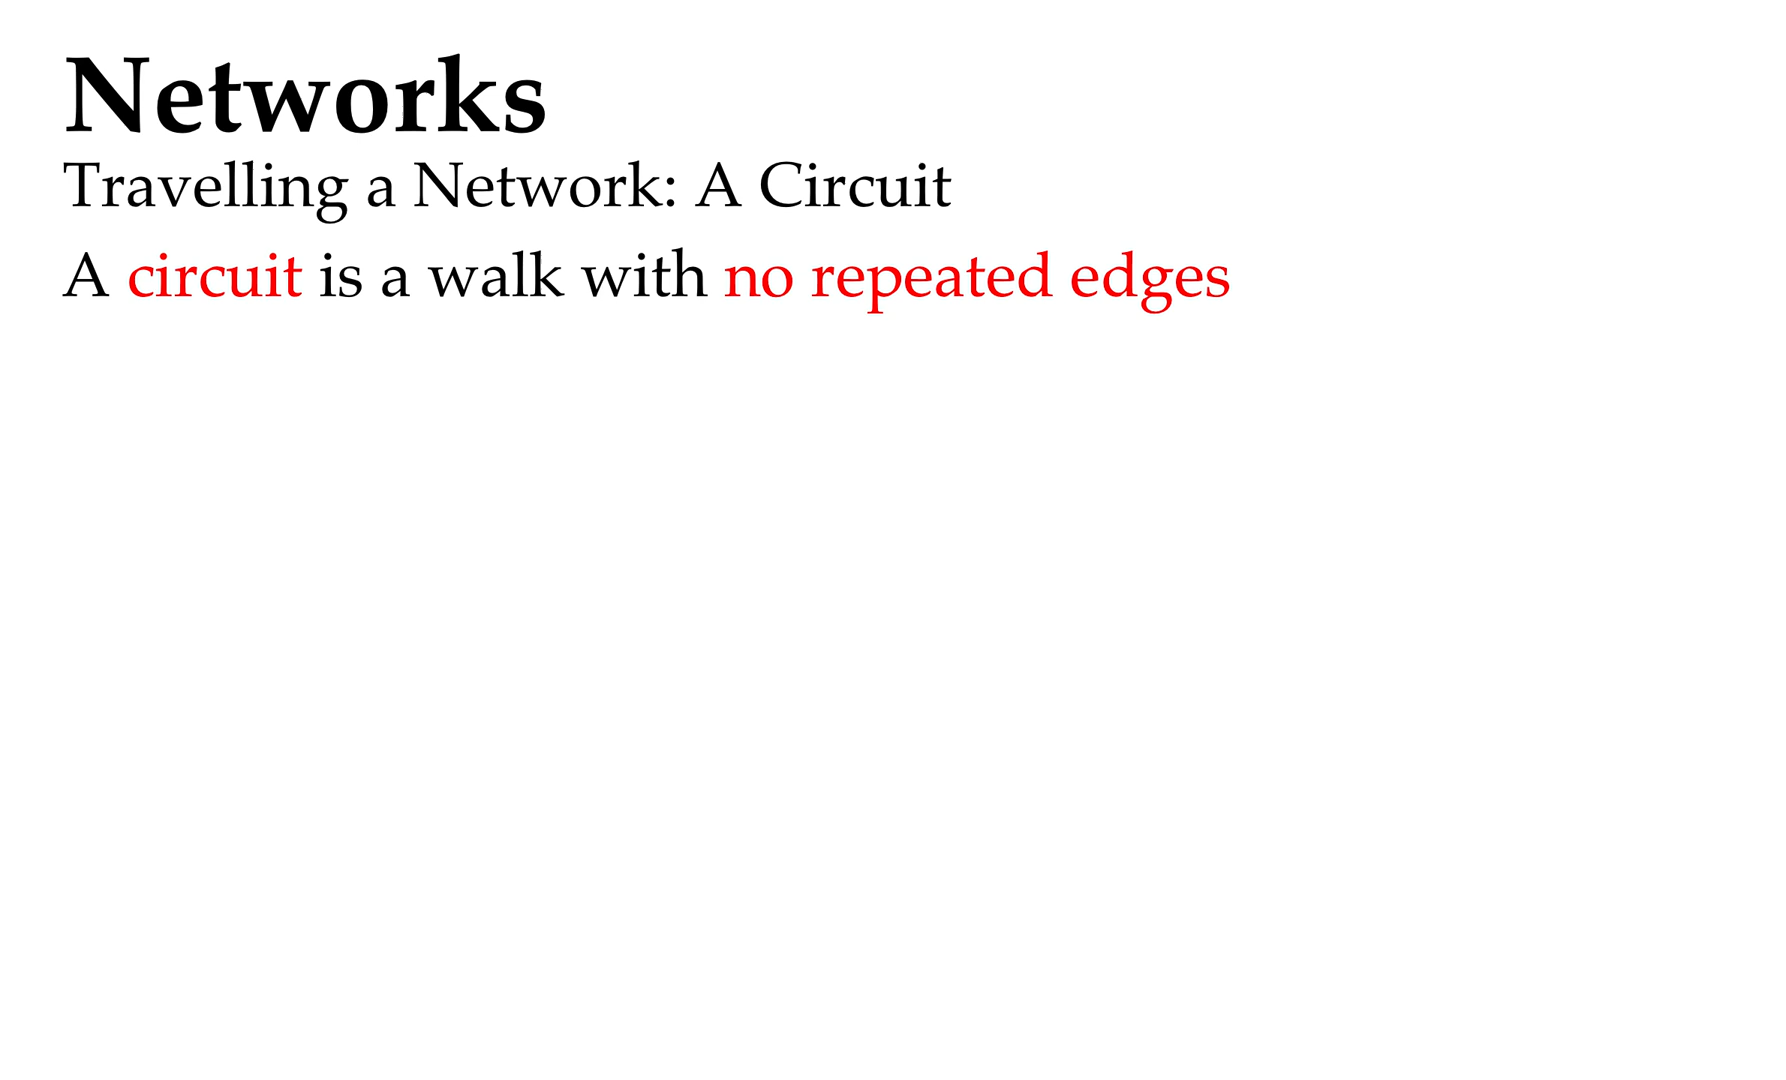 Networks
Travelling a Network: A Circuit
A circuit is a walk with no repeated edges